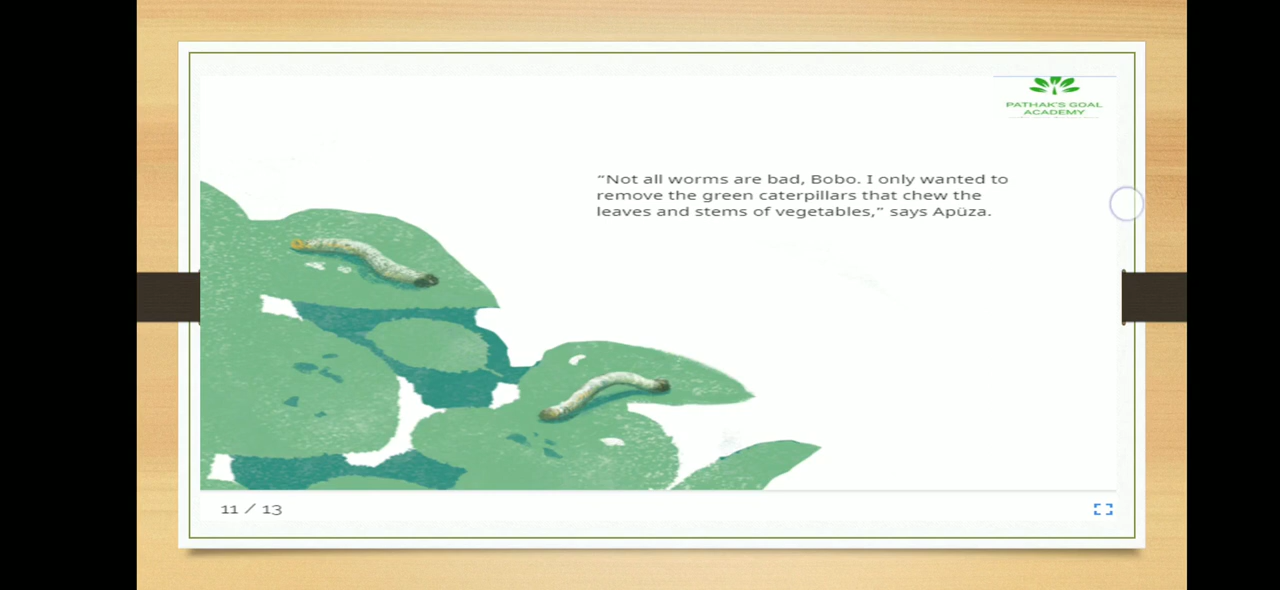 PATHAK'S GOAL
ACADEMY
“Not all worms are bad, Bobo. I only wanted to
remove the green caterpillars that chew the
leaves and stems of vegetables,” says Apüza.
11 / 13